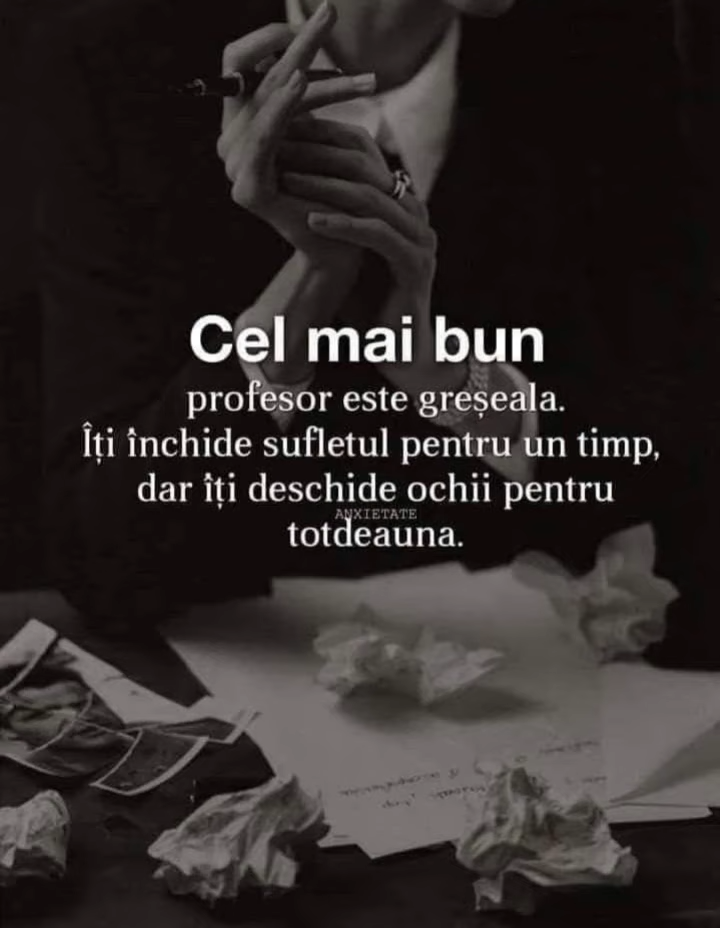 Cel mai bun
profesor este greșeala.
Îți închide sufletul pentru un timp,
dar îți deschide ochii pentru
ANXIETATE
totdeauna.